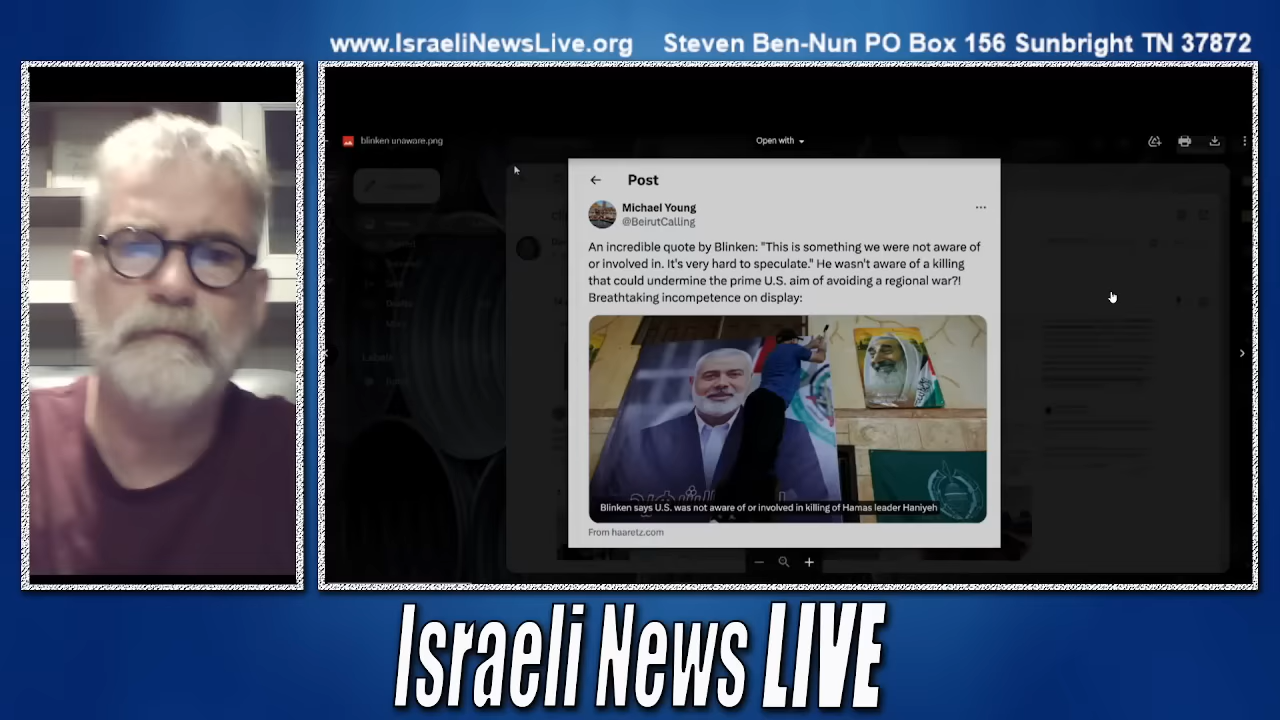 www.IsraeliNewsLive.org Steven Ben-Nun PO Box 156 Sunbright TN 37872
blinken unaware.png
Open with
Post
Michael Young
@BeirutCalling
An incredible quote by Blinken: "This is something we were not aware of
or involved in. It's very hard to speculate." He wasn't aware of a killing
that could undermine the prime U.S. aim of avoiding a regional war?!
Breathtaking incompetence on display:
Blinken says U.S. was not aware of or involved in killing of Hamas leader Haniyeh
From haaretz.com
Labels
Israeli News LIVE